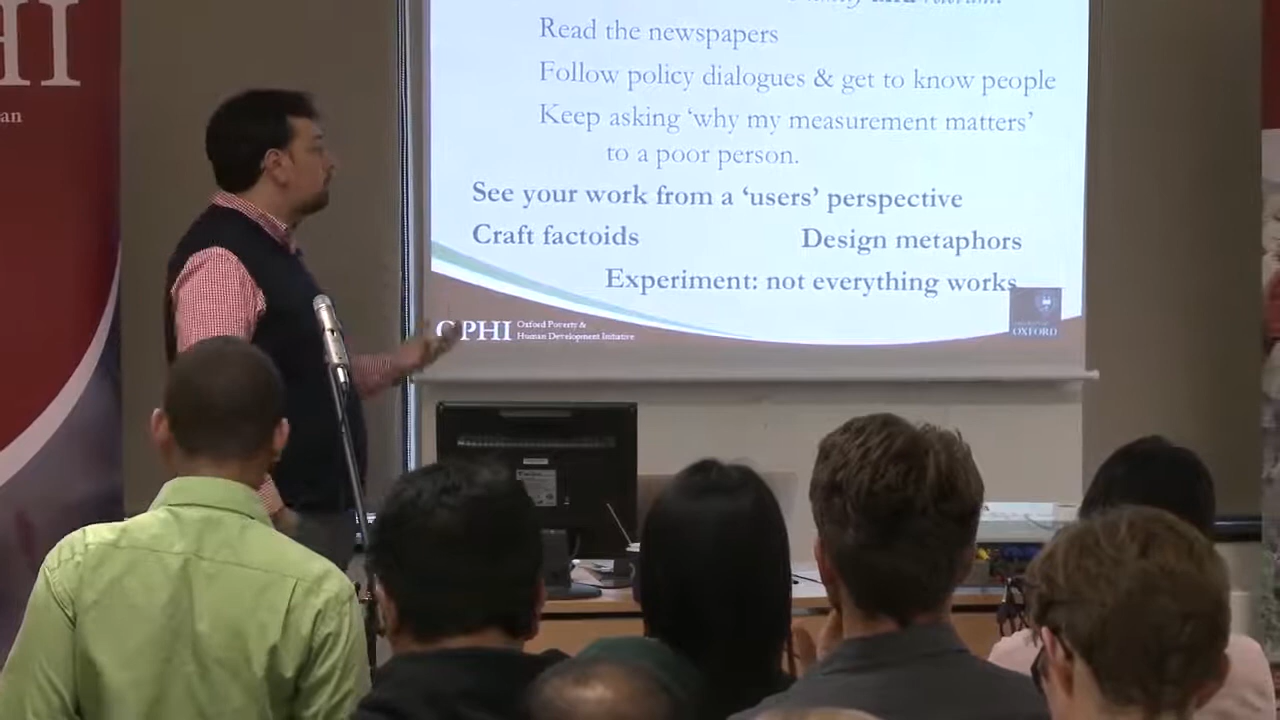 HI
an
Read the newspapers
Follow policy dialogues & get to know people
Keep asking ‘why my measurement matters’
to a poor person.
See your work from a ‘users’ perspective
Craft factoids
Design metaphors
Experiment: not everything works
OPHI
Oxford Poverty &
Human Development Initiative
OXFORD